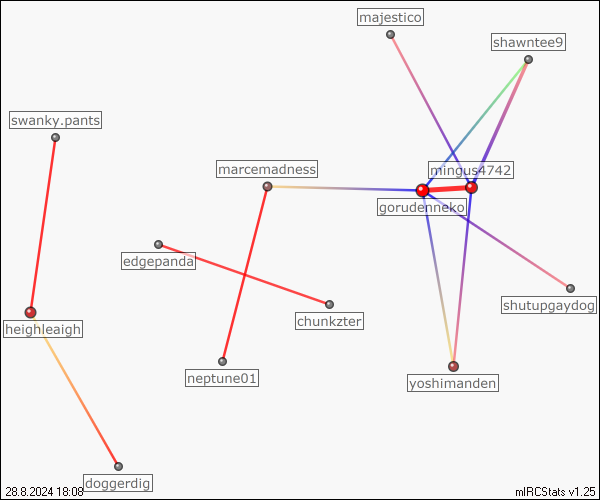 majestico
shawntee9
swanky.pants
marcemadness
mingus4742
gorudenneko
edgepanda
shutupgaydog
chunkzter
heighleaigh
neptune01
yoshimanden
doggerdig
28.8.2024 18:08
mIRCStats v1.25